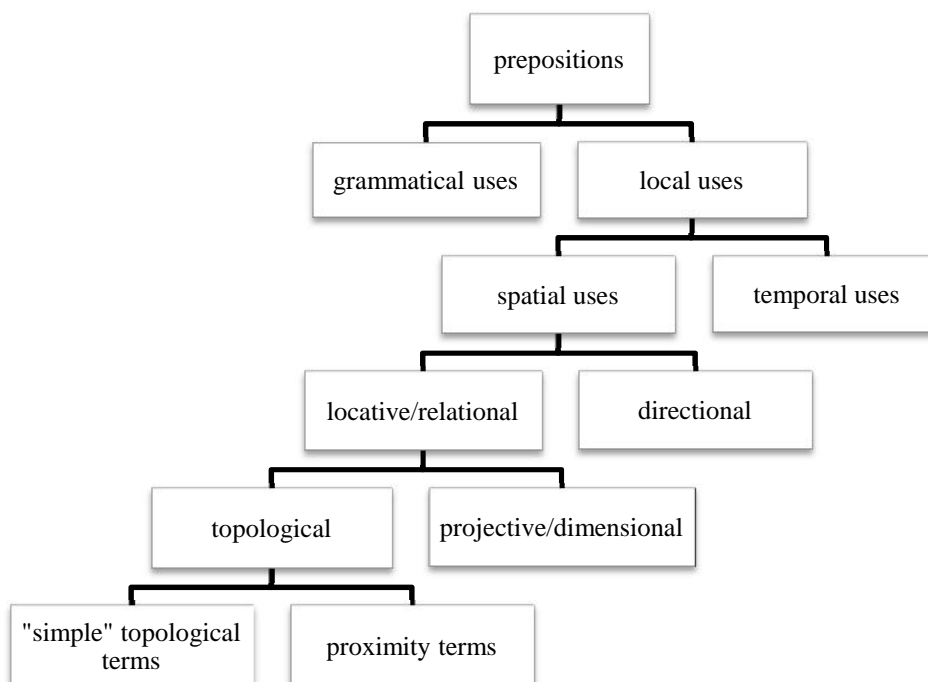 prepositions
grammatical uses
local uses
spatial uses
temporal uses
locative/relational
directional
topological
projective/dimensional
"simple" topological
terms
proximity terms